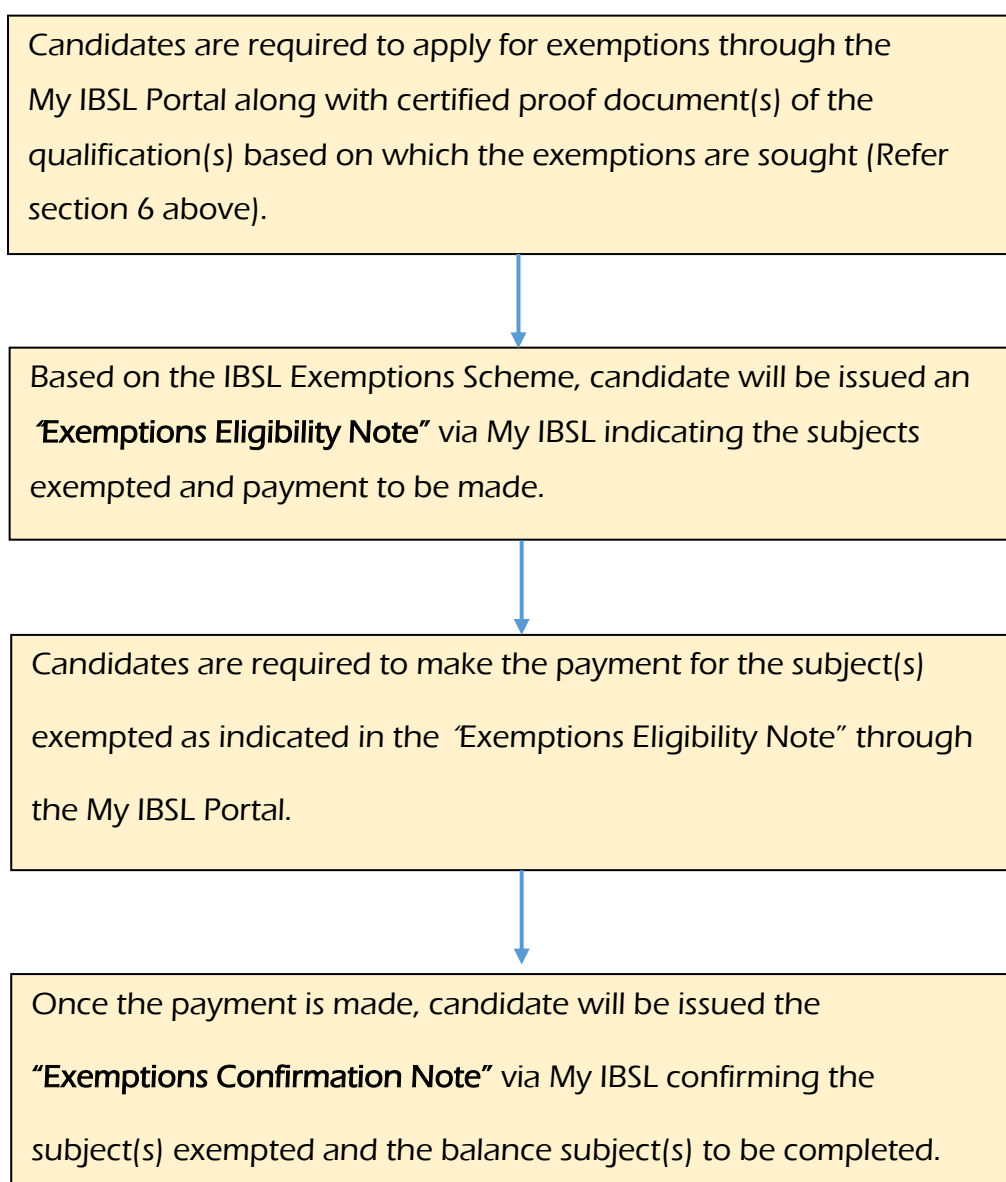 Candidates are required to apply for exemptions through the
My IBSL Portal along with certified proof document(s) of the
qualification(s) based on which the exemptions are sought (Refer
section 6 above).
Based on the IBSL Exemptions Scheme, candidate will be issued an
“Exemptions Eligibility Note” via My IBSL indicating the subjects
exempted and payment to be made.
Candidates are required to make the payment for the subject(s)
exempted as indicated in the “Exemptions Eligibility Note” through
the My IBSL Portal.
Once the payment is made, candidate will be issued the
“Exemptions Confirmation Note” via My IBSL confirming the
subject(s) exempted and the balance subject(s) to be completed.